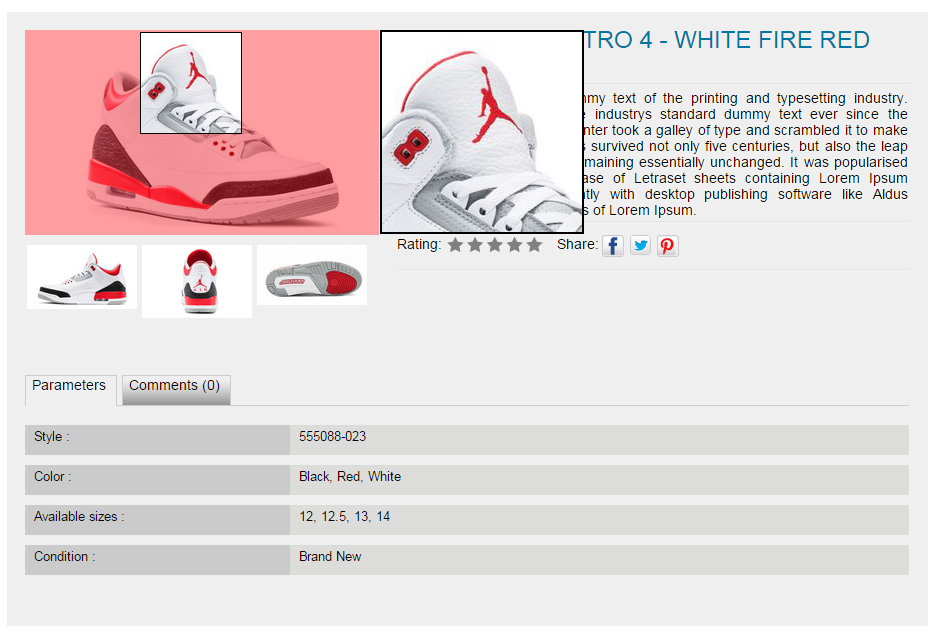 TRO 4 - WHITE FIRE RED
my text of the printing and typesetting industry.
industrys standard dummy text ever since the
nter took a galley of type and scrambled it to make
survived not only five centuries, but also the leap
maining essentially unchanged. It was popularised
ase of Letraset sheets containing Lorem Ipsum
tly with desktop publishing software like Aldus
s of Lorem Ipsum.
Rating: Share:
Parameters Comments (0)
Style : 555088-023
Color : Black, Red, White
Available sizes : 12, 12.5, 13, 14
Condition : Brand New